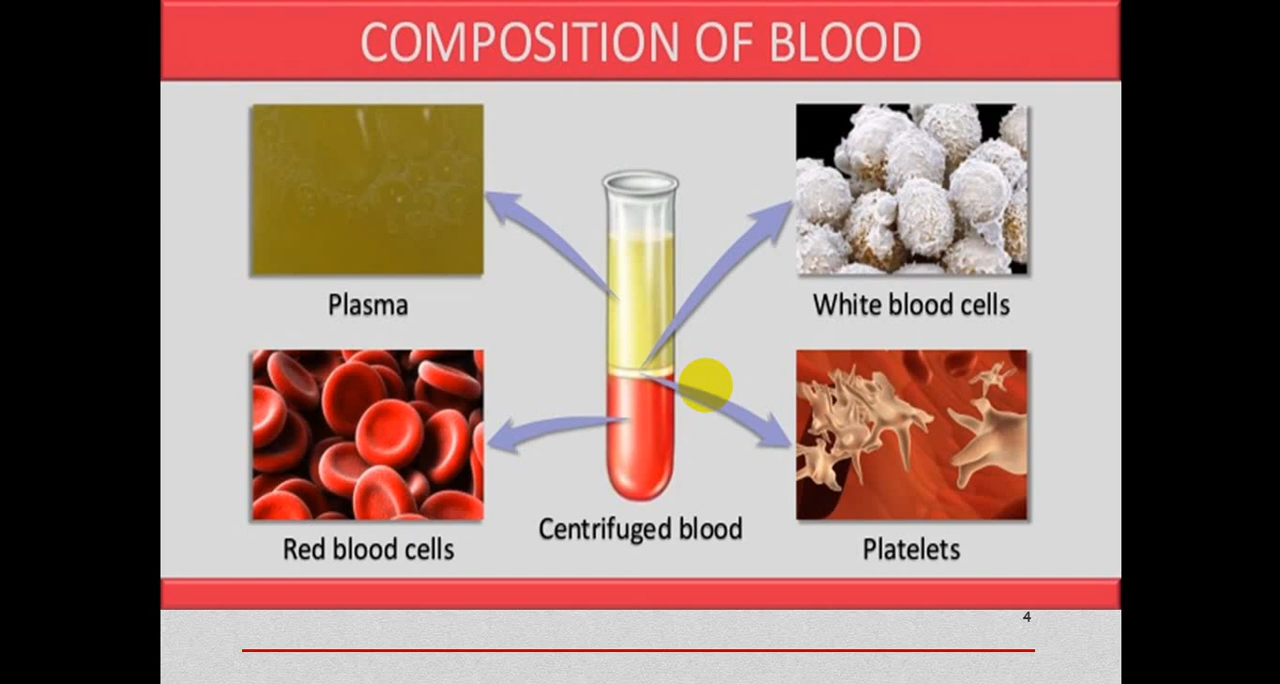 COMPOSITION OF BLOOD
Plasma
White blood cells
Red blood cells
Centrifuged blood
Platelets
4